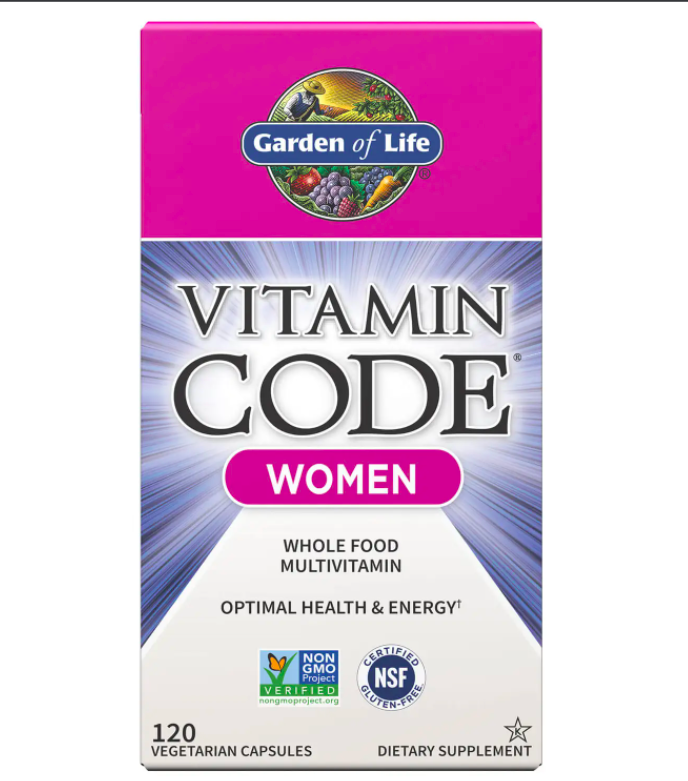 Garden of Life
®
VITAMIN
CODE®
WOMEN
WHOLE FOOD
MULTIVITAMIN
OPTIMAL HEALTH & ENERGY†
NON
GMO
Project
VERIFIED
nongmoproject.org
CERTIFIED
NSF
GLUTEN-FREE
120
VEGETARIAN CAPSULES
K
DIETARY SUPPLEMENT